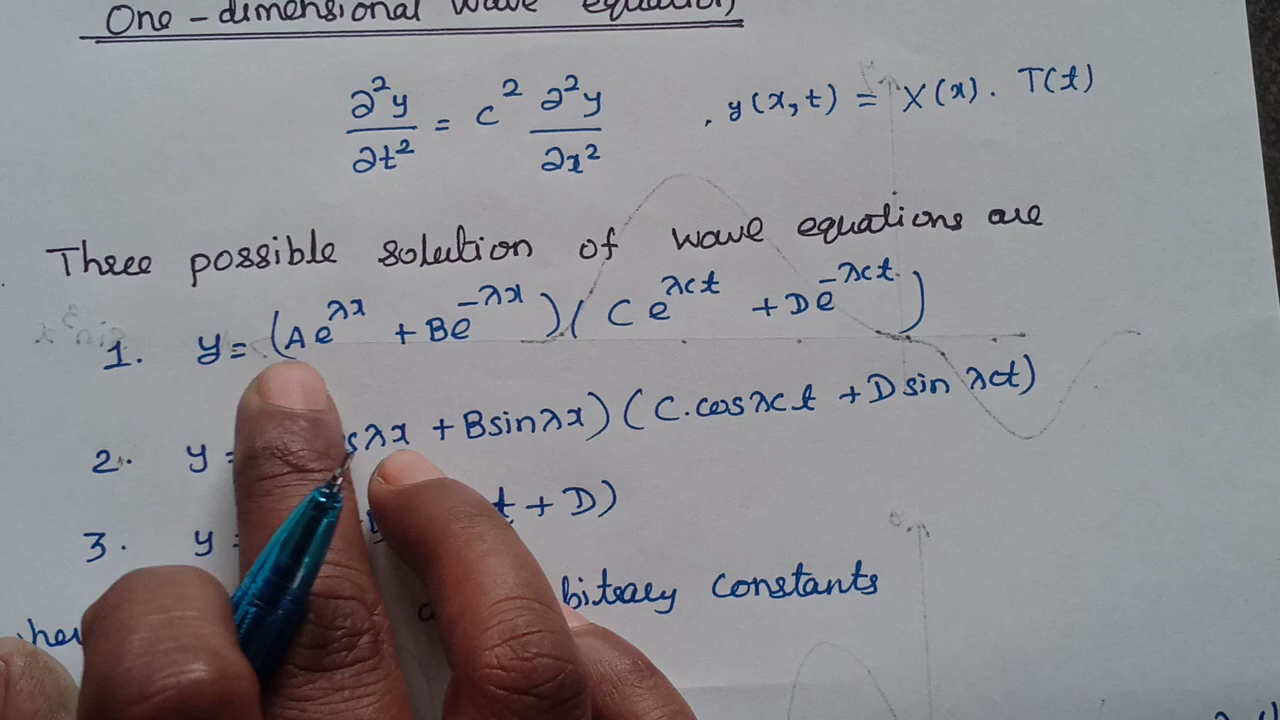 One-dimensional wave equation
∂²y/∂t² = c² ∂²y/∂x² , y(x,t) = X(x). T(t)
Three possible solution of wave equations are
1. y = (Ae^λx + Be^-λx)(Ce^λct + De^-λct)
2. y = sλx + Bsinλx)(C.cosλct + Dsin λct)
3. y = t + D)
bitrary constants